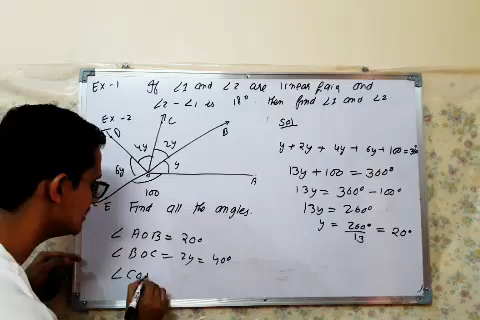 Ex-1 If ∠1 and ∠2 are linear pair and
∠2 - ∠1 is 18° then find ∠1 and ∠2
Ex-2
D
C
B
4y
2y
6y
y
A
100
E
Find all the angles.
∠AOB = 20°
∠BOC = 2y = 40°
∠CO
Sol
y + 2y + 4y + 6y + 100 = 360
13y + 100 = 360°
13y = 360° - 100°
13y = 260°
y = 260°/13 = 20°